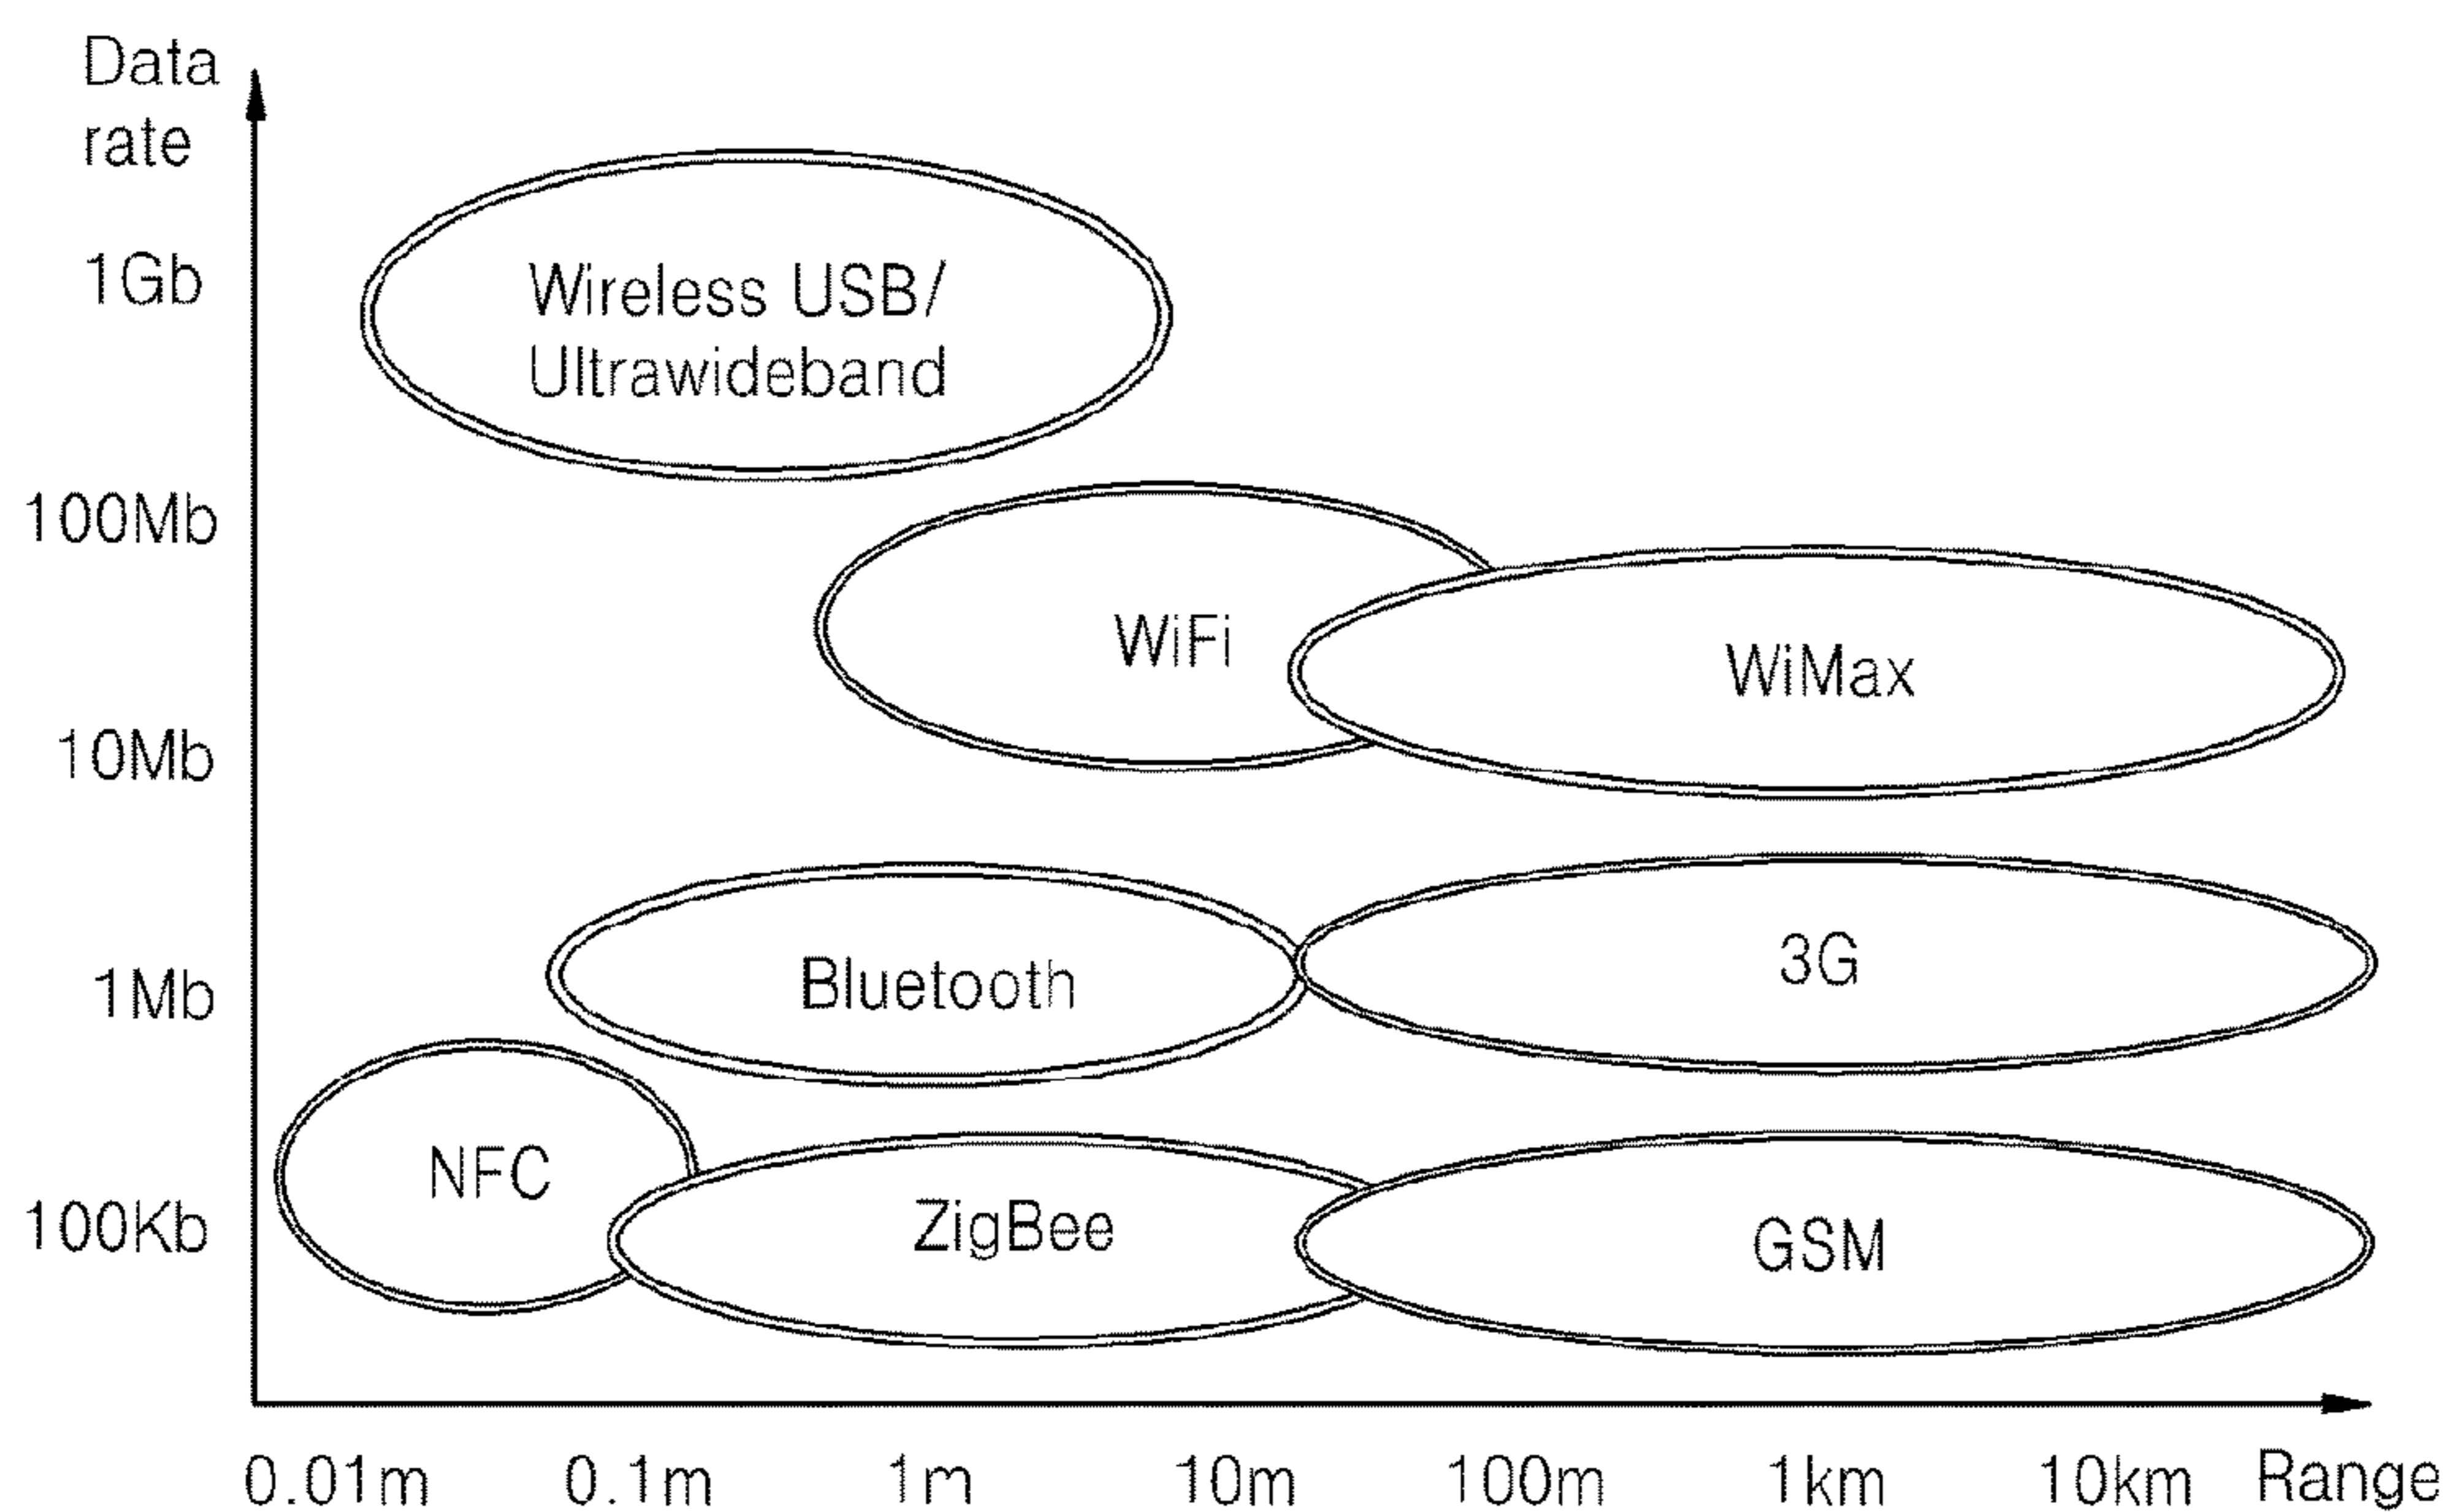 Data
rate
1Gb
Wireless USB/
Ultrawideband
100Mb
WiFi
WiMax
10Mb
1Mb
Bluetooth
3G
NFC
100Kb
ZigBee
GSM
0.01m 0.1m 1m 10m 100m 1km 10km Range